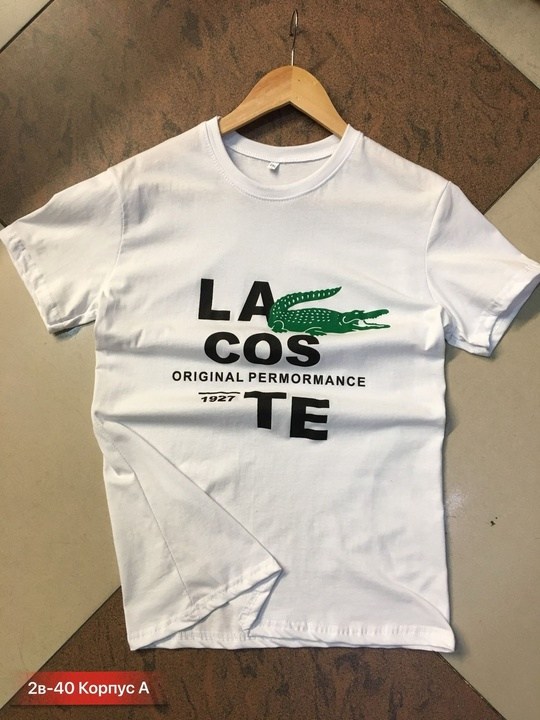 LA
COS
ORIGINAL PERMORMANCE
1927 TE
2в-40 Корпус А